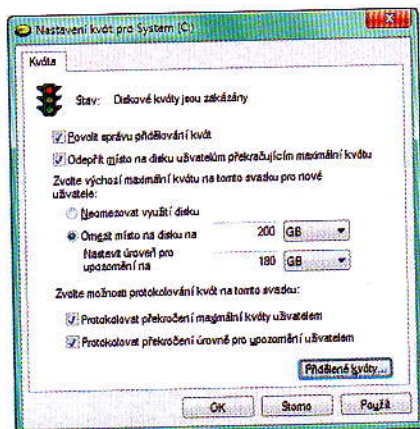 Nastavení kvót pro System (C:)
Kvóta
Stav: Diskové kvóty jsou zakázány
Povolit správu přidělování kvót
Odepřít místo na disku uživatelům překračujícím maximální kvótu
Zvolte výchozí maximální kvótu na tomto svazku pro nové
uživatele:
Neomezovat využití disku
Omezit místo na disku na 200 GB
Nastavit úroveň pro
upozornění na 180 GB
Zvolte možnosti protokolování kvót na tomto svazku:
Protokolovat překročení maximální kvóty uživatelem
Protokolovat překročení úrovně pro upozornění uživatelem
Přidělené kvóty...
OK Storno Použít